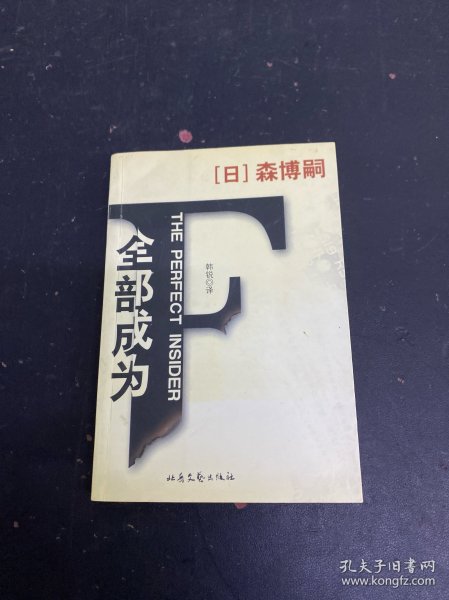 [日] 森博嗣
F
全部成为
THE PERFECT INSIDER
韩锐◎译
北岳文艺出版社
孔夫子旧书网
www.kongfz.com